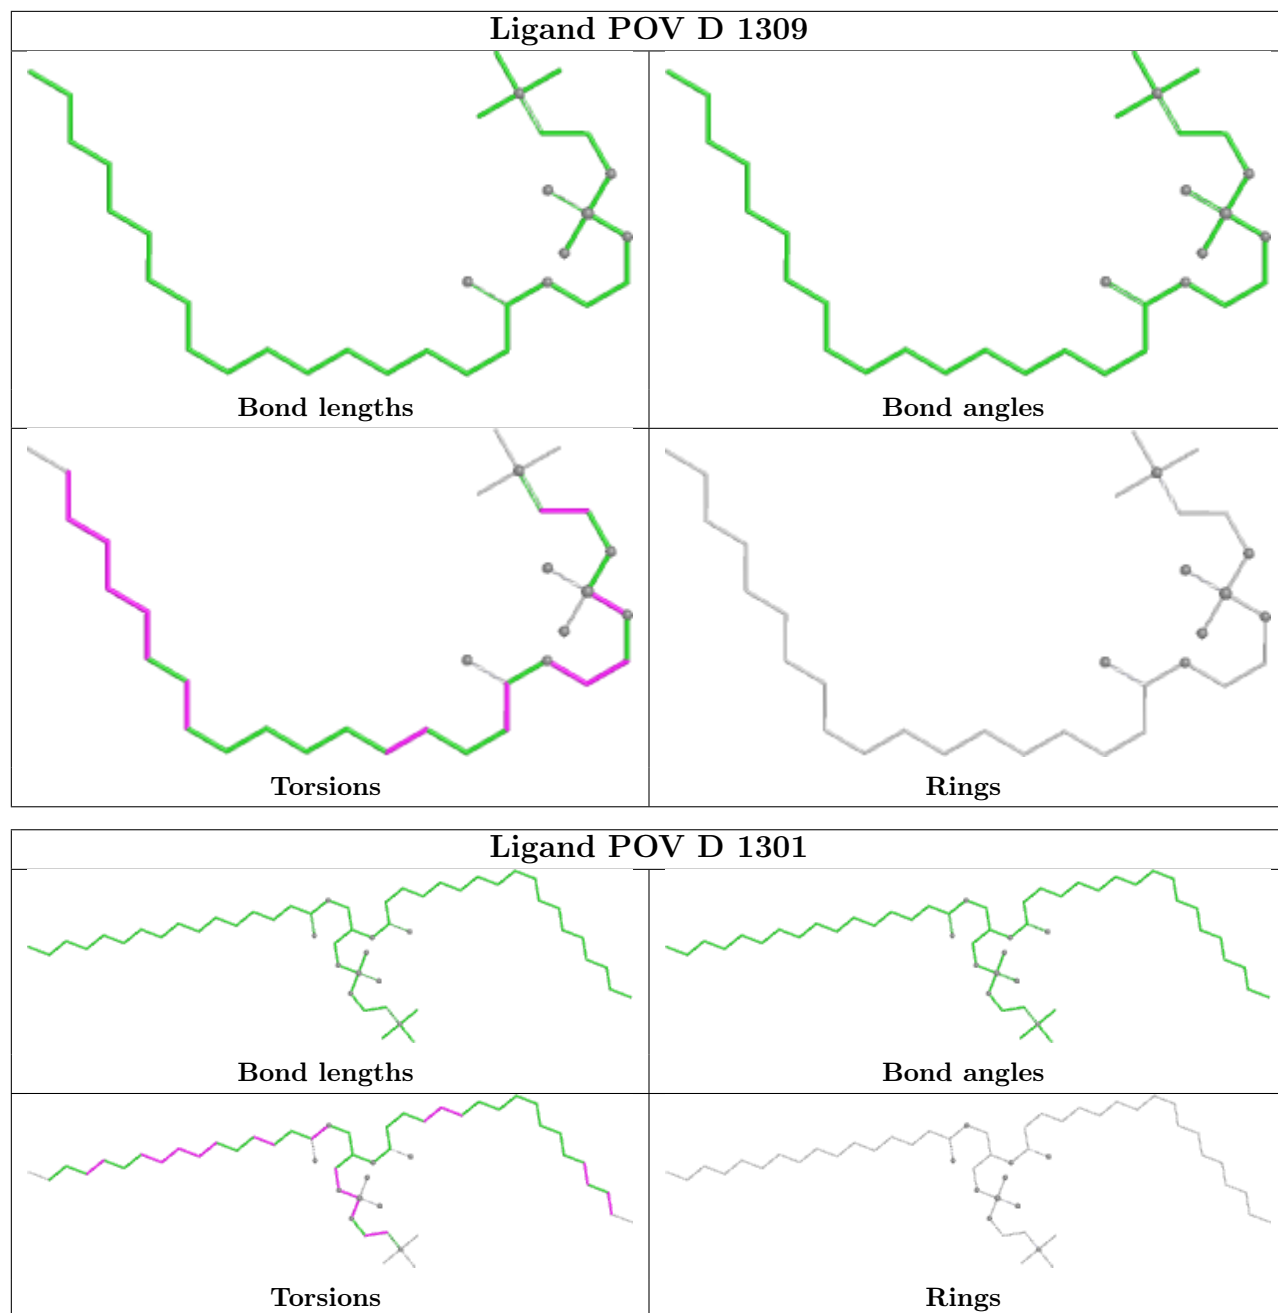 Ligand POV D 1309
Bond lengths
Bond angles
Torsions
Rings
Ligand POV D 1301
Bond lengths
Bond angles
Torsions
Rings